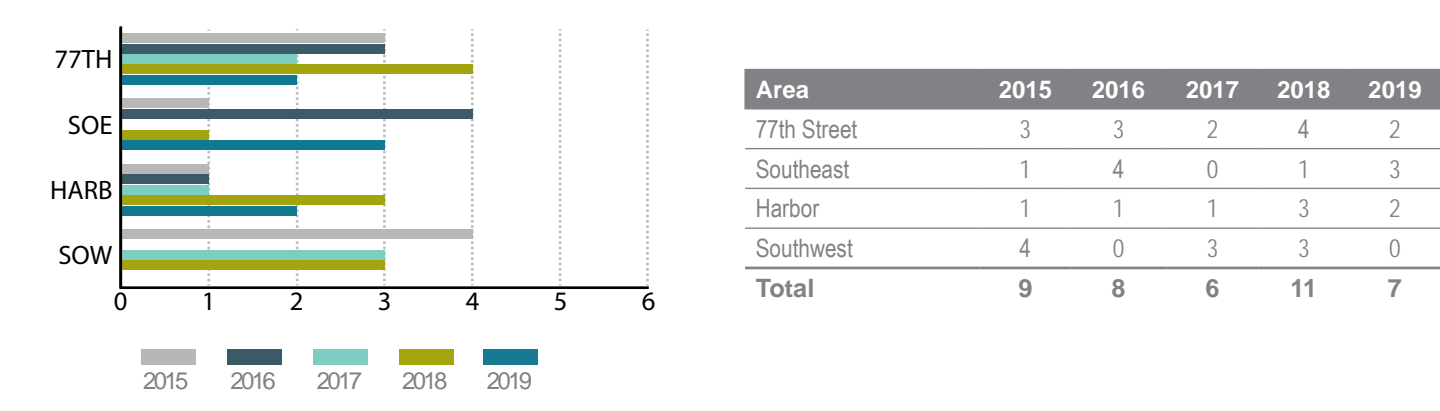 77TH
SOE
HARB
SOW
0 1 2 3 4 5 6
2015 2016 2017 2018 2019
Area 2015 2016 2017 2018 2019
77th Street 3 3 2 4 2
Southeast 1 4 0 1 3
Harbor 1 1 1 3 2
Southwest 4 0 3 3 0
Total 9 8 6 11 7